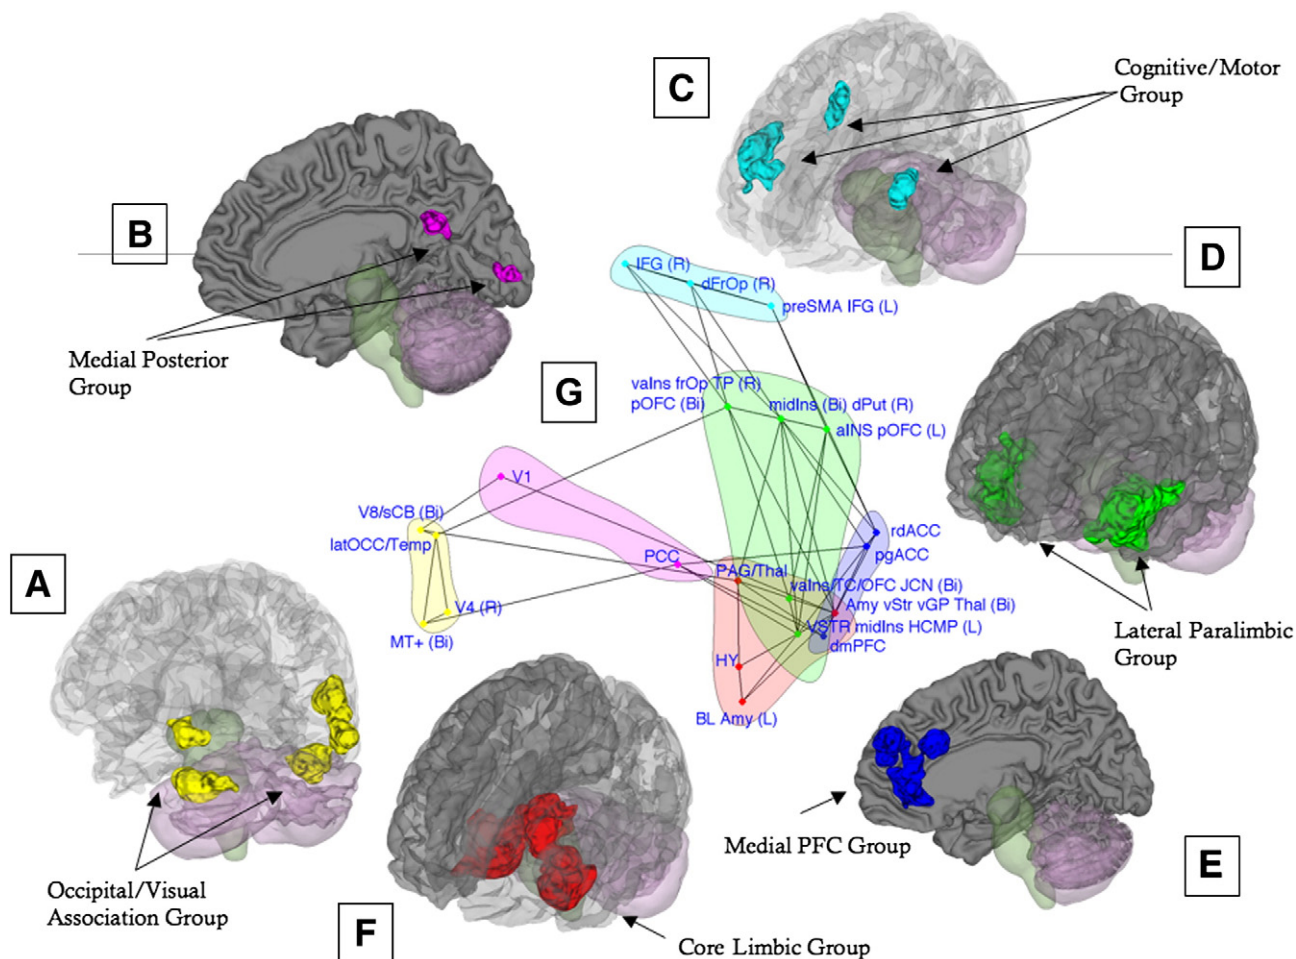 C
Cognitive/Motor
Group
B
D
IFG (R)
dFrOp (R)
preSMA IFG (L)
Medial Posterior
Group
G
vaIns frOp TP (R)
pOFC (Bi)
midIns (Bi) dPut (R)
aINS pOFC (L)
V1
V8/sCB (Bi)
latOCC/Temp
rdACC
pgACC
PCC
PAG/Thal
vaIns/TC/OFC JCN (Bi)
A
V4 (R)
Amy vStr vGP Thal (Bi)
VSTR midIns HCMP (L)
MT+ (Bi)
dmPFC
Lateral Paralimbic
Group
HY
BL Amy (L)
Medial PFC Group
E
Occipital/Visual
Association Group
F
Core Limbic Group